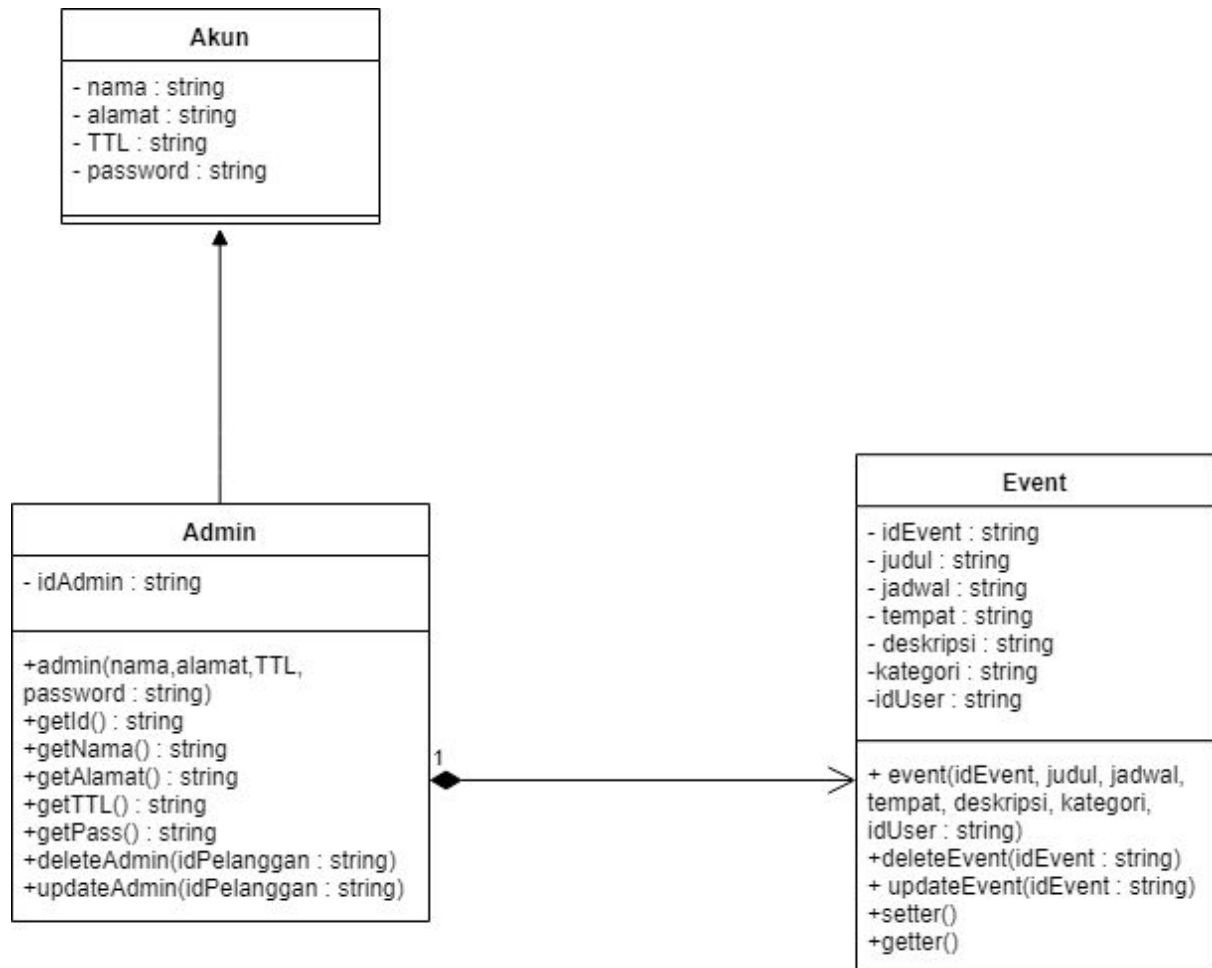 Akun
- nama : string
- alamat : string
- TTL : string
- password : string
Admin
- idAdmin : string
+admin(nama,alamat,TTL,
password : string)
+getId() : string
+getNama() : string
+getAlamat() : string
+getTTL() : string
+getPass() : string
+deleteAdmin(idPelanggan : string)
+updateAdmin(idPelanggan : string)
1
Event
- idEvent : string
- judul : string
- jadwal : string
- tempat : string
- deskripsi : string
-kategori : string
-idUser : string
+ event(idEvent, judul, jadwal,
tempat, deskripsi, kategori,
idUser : string)
+deleteEvent(idEvent : string)
+ updateEvent(idEvent : string)
+setter()
+getter()